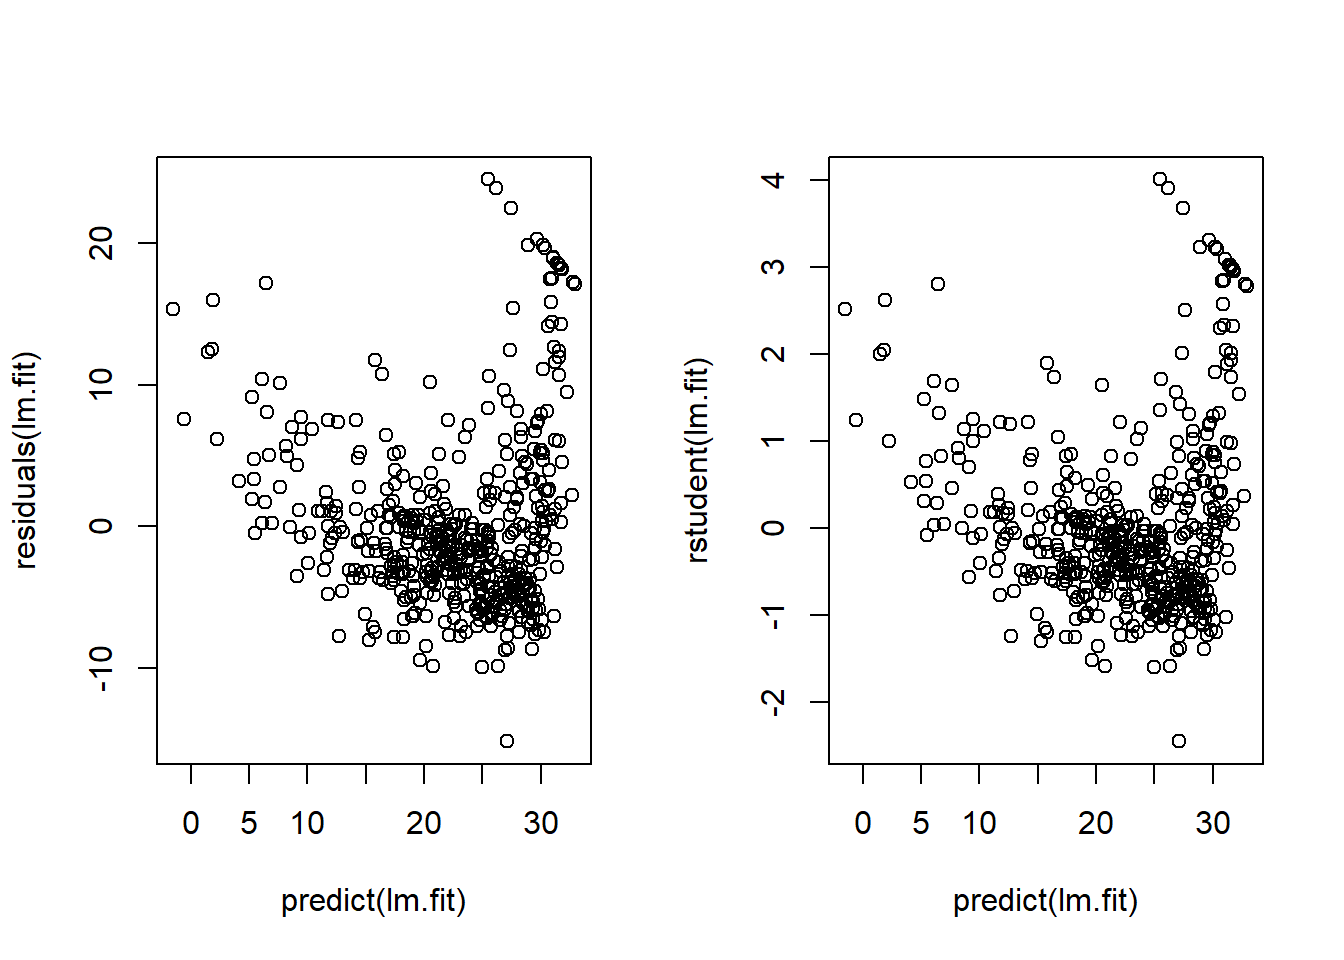 residuals(lm.fit)
20
10
0
-10
0 5 10 20 30
predict(lm.fit)
rstudent(lm.fit)
4
3
2
1
0
-1
-2
0 5 10 20 30
predict(lm.fit)